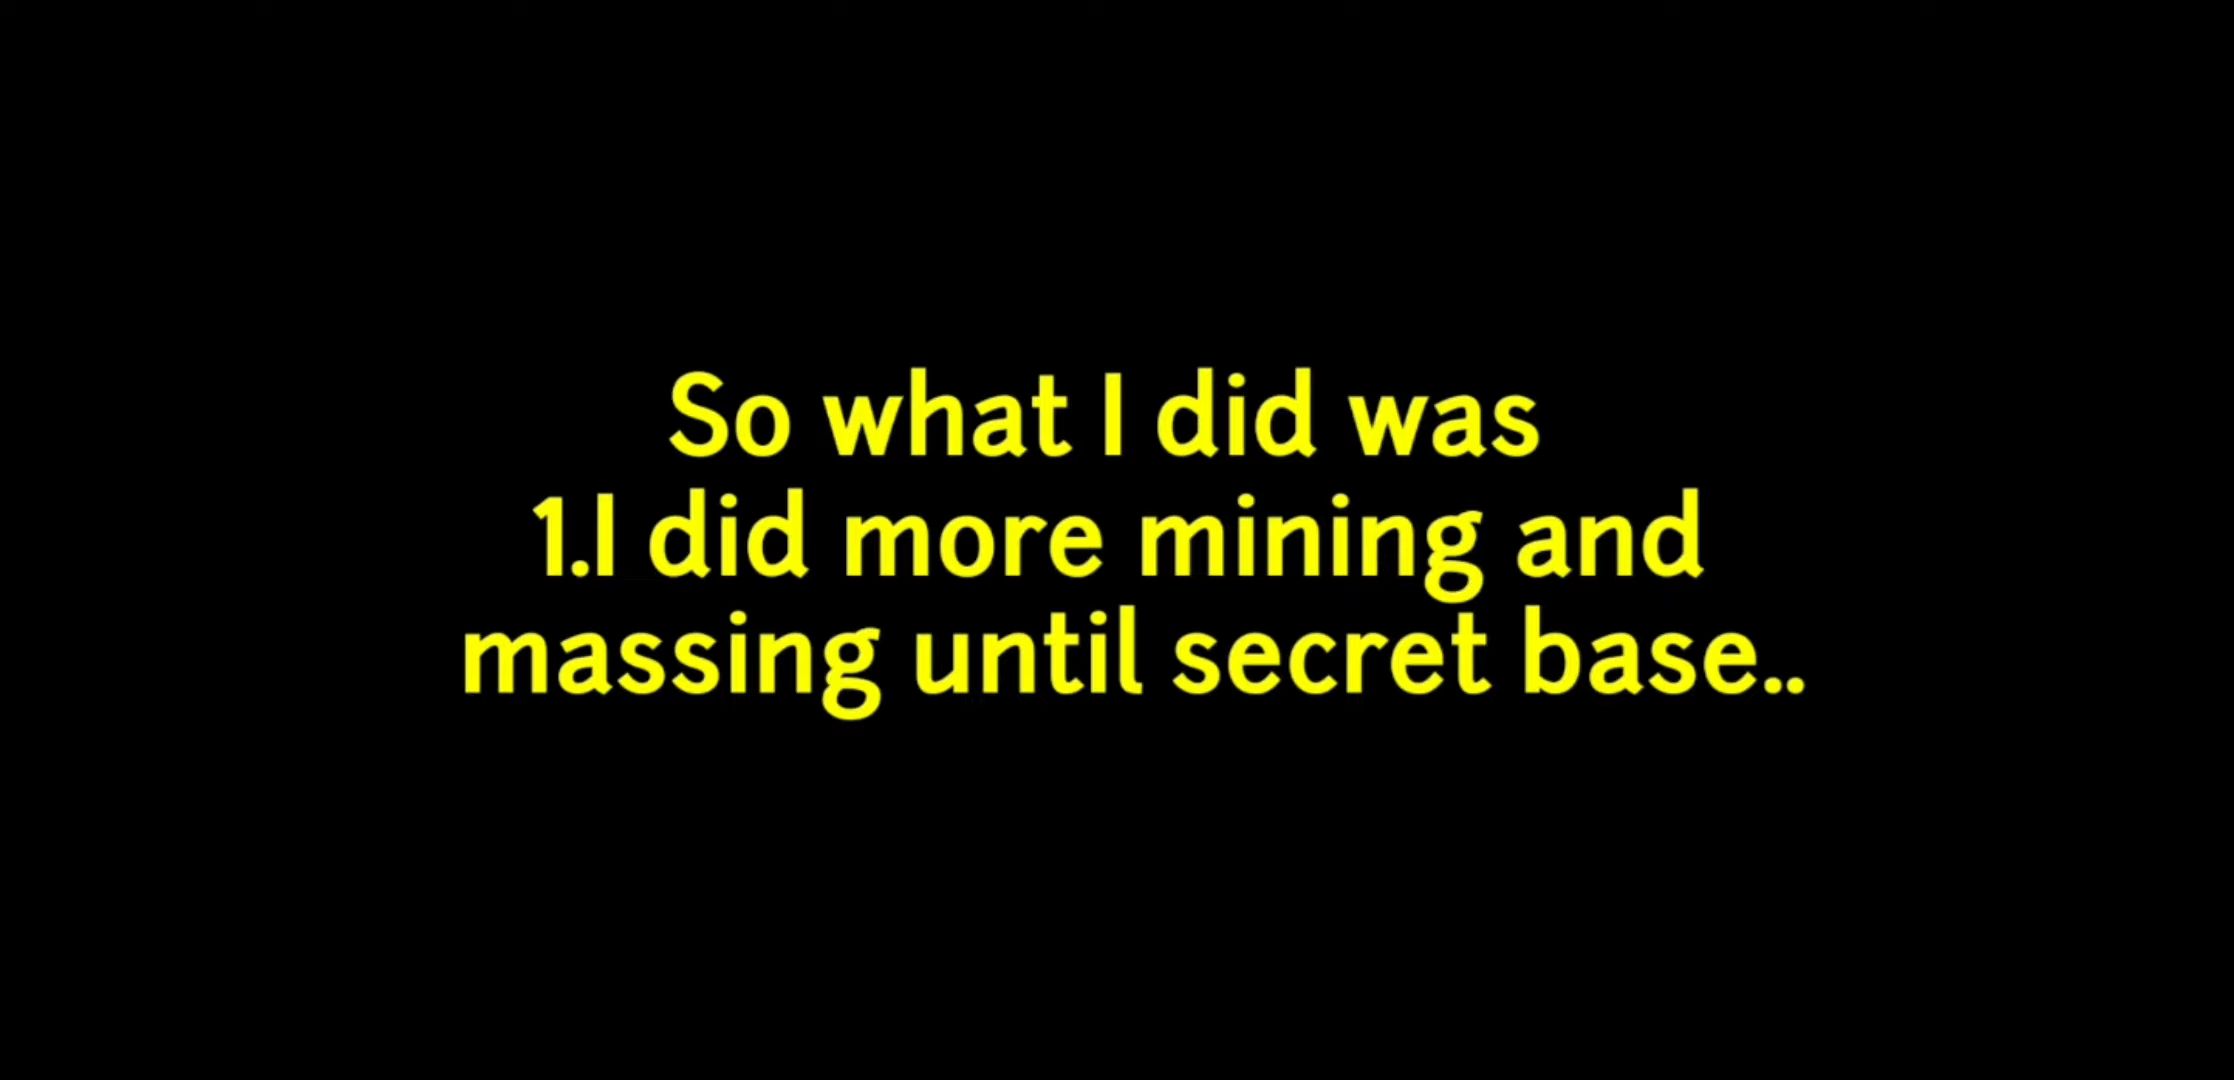 So what I did was
1.I did more mining and
massing until secret base..